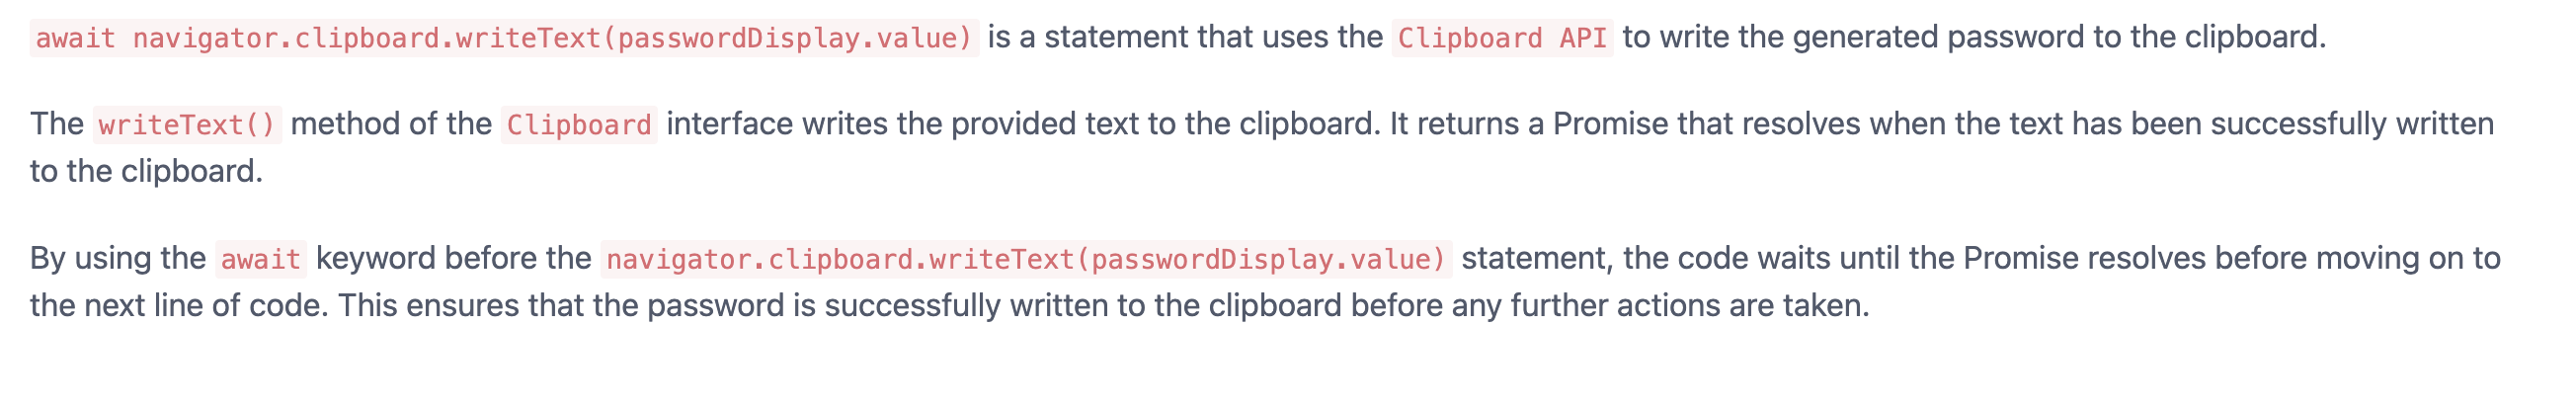 await navigator.clipboard.writeText(passwordDisplay.value) is a statement that uses the Clipboard API to write the generated password to the clipboard.
The writeText() method of the Clipboard interface writes the provided text to the clipboard. It returns a Promise that resolves when the text has been successfully written
to the clipboard.
By using the await keyword before the navigator.clipboard.writeText(passwordDisplay.value) statement, the code waits until the Promise resolves before moving on to
the next line of code. This ensures that the password is successfully written to the clipboard before any further actions are taken.